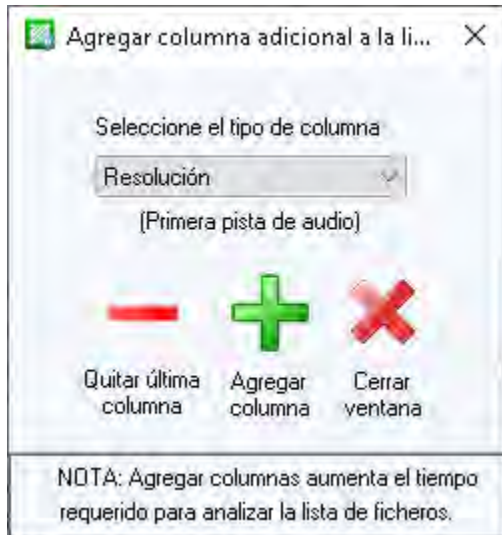 Agregar columna adicional a la li...
Seleccione el tipo de columna
Resolución
(Primera pista de audio)
Quitar última
columna
Agregar
columna
Cerrar
ventana
NOTA: Agregar columnas aumenta el tiempo
requerido para analizar la lista de ficheros.